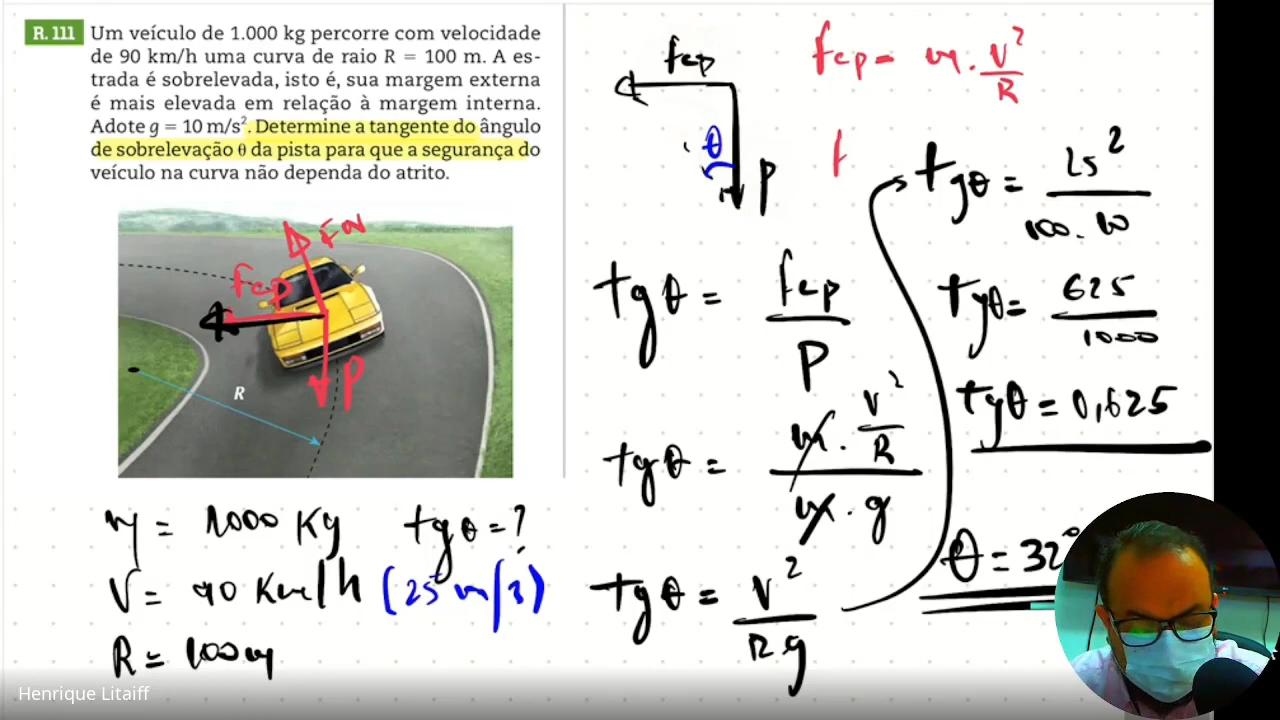 R. 111 Um veículo de 1.000 kg percorre com velocidade
de 90 km/h uma curva de raio R = 100 m. A es-
trada é sobrelevada, isto é, sua margem externa
é mais elevada em relação à margem interna.
Adote g = 10 m/s². Determine a tangente do ângulo
de sobrelevação θ da pista para que a segurança do
veículo na curva não dependa do atrito.
FN
Fcp
P
R
m = 1000 Kg
V = 90 Km/h (25 m/s)
R = 100m
tgθ = ?
Fcp
θ
P
tgθ = Fcp / P
tgθ = m . V² / R / m . g
tgθ = V² / Rg
Fcp = m . V² / R
f
tgθ = 25² / 100 . 10
tgθ = 625 / 1000
tgθ = 0,625
θ = 32°
Henrique Litaiff